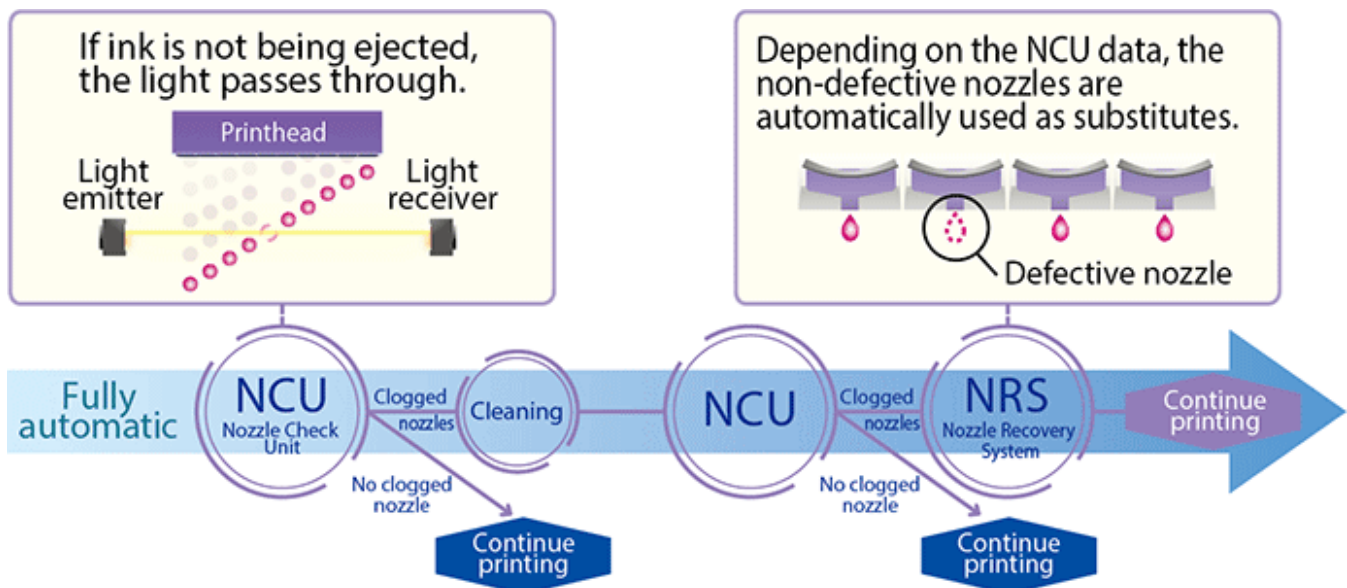 If ink is not being ejected,
the light passes through.
Printhead
Light
emitter
Light
receiver
Depending on the NCU data, the
non-defective nozzles are
automatically used as substitutes.
Defective nozzle
Fully
automatic
NCU
Nozzle Check
Unit
Clogged
nozzles
No clogged
nozzle
Continue
printing
Cleaning
NCU
Clogged
nozzles
No clogged
nozzle
Continue
printing
NRS
Nozzle Recovery
System
Continue
printing